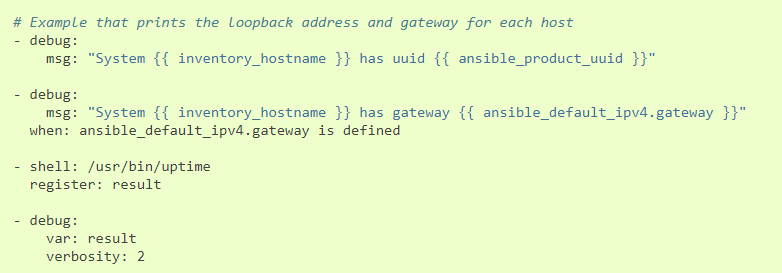 # Example that prints the loopback address and gateway for each host
- debug:
    msg: "System {{ inventory_hostname }} has uuid {{ ansible_product_uuid }}"

- debug:
    msg: "System {{ inventory_hostname }} has gateway {{ ansible_default_ipv4.gateway }}"
  when: ansible_default_ipv4.gateway is defined

- shell: /usr/bin/uptime
  register: result

- debug:
    var: result
    verbosity: 2